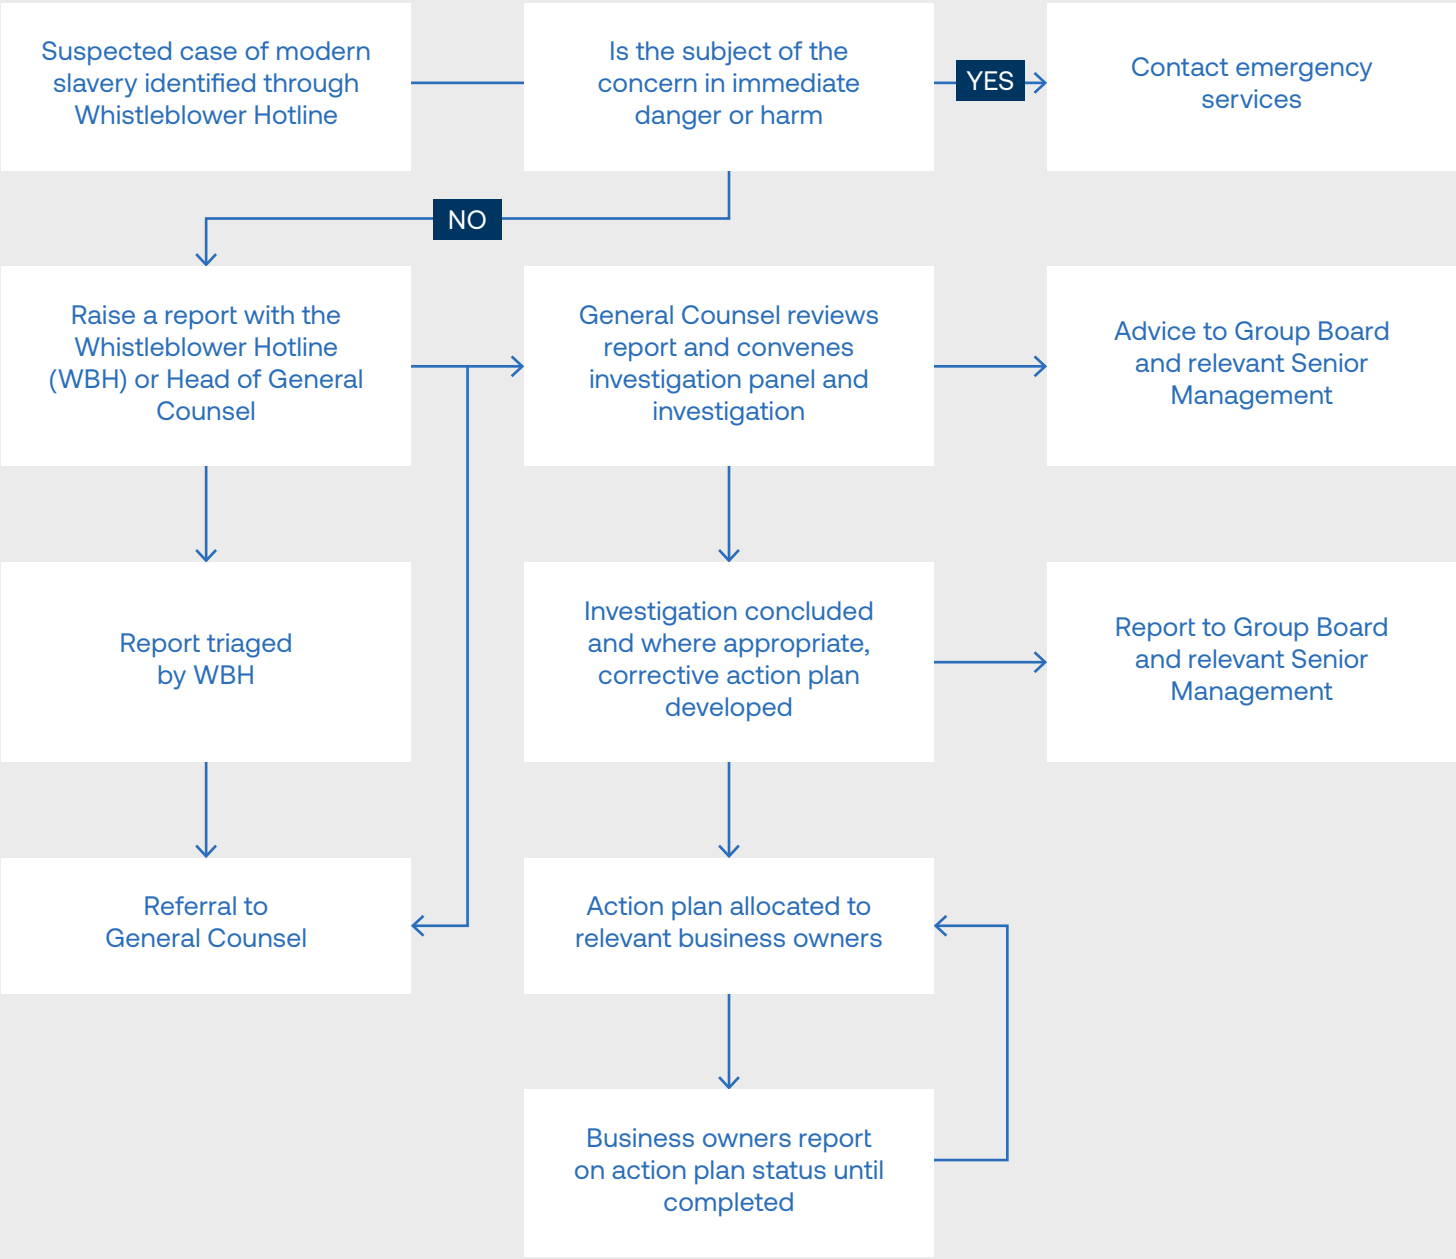 Suspected case of modern
slavery identified through
Whistleblower Hotline
Is the subject of the
concern in immediate
danger or harm
YES
Contact emergency
services
NO
Raise a report with the
Whistleblower Hotline
(WBH) or Head of General
Counsel
General Counsel reviews
report and convenes
investigation panel and
investigation
Advice to Group Board
and relevant Senior
Management
Report triaged
by WBH
Investigation concluded
and where appropriate,
corrective action plan
developed
Report to Group Board
and relevant Senior
Management
Referral to
General Counsel
Action plan allocated to
relevant business owners
Business owners report
on action plan status until
completed